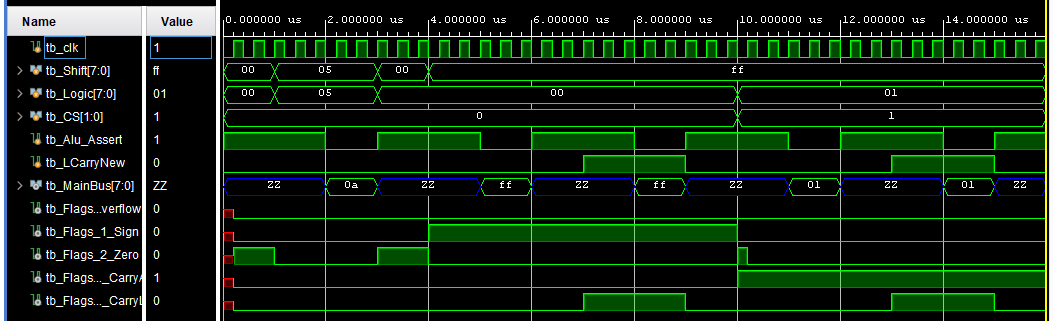 Name Value 0.000000 us 2.000000 us 4.000000 us 6.000000 us 8.000000 us 10.000000 us 12.000000 us 14.000000 us
tb_clk 1
tb_Shift[7:0] ff 00 05 00 ff
tb_Logic[7:0] 01 00 05 00 01
tb_CS[1:0] 1 0 1
tb_Alu_Assert 1
tb_LCarryNew 0
tb_MainBus[7:0] ZZ ZZ 0a ZZ ff ZZ ff ZZ 01 ZZ 01 ZZ
tb_Flags...verflow 0
tb_Flags_1_Sign 0
tb_Flags_2_Zero 0
tb_Flags..._CarryA 1
tb_Flags..._CarryL 0